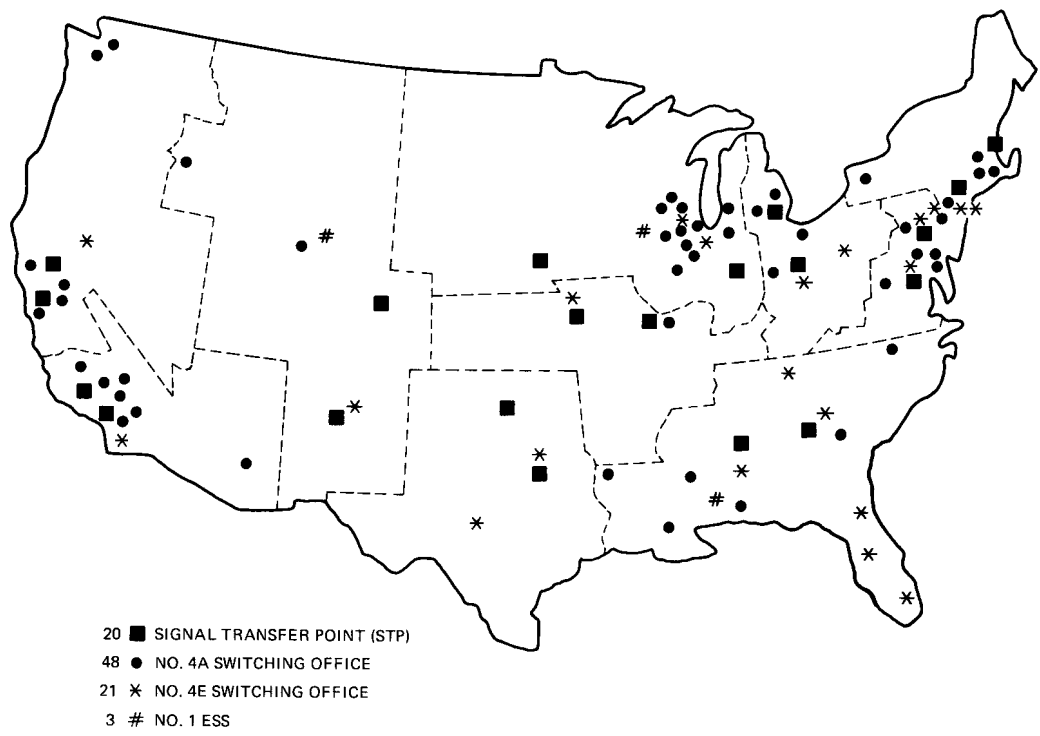 20 ■ SIGNAL TRANSFER POINT (STP)
48 ● NO. 4A SWITCHING OFFICE
21 * NO. 4E SWITCHING OFFICE
3 # NO. 1 ESS